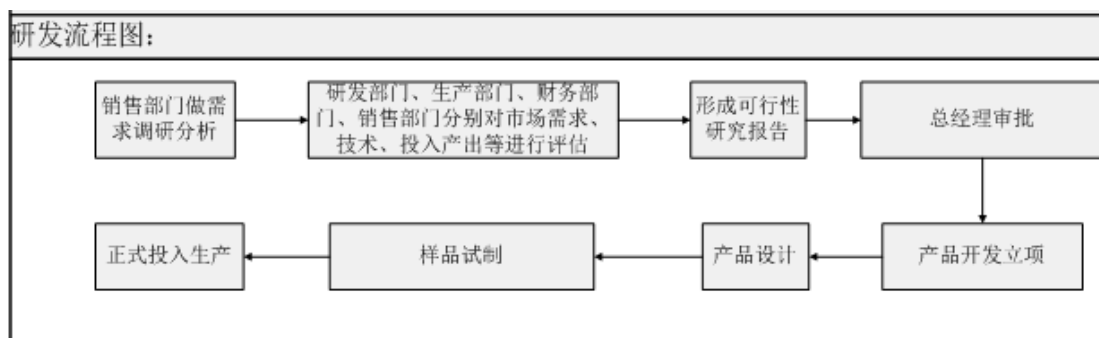 研发流程图：
销售部门做需
求调研分析
研发部门、生产部门、财务部
门、销售部门分别对市场需求、
技术、投入产出等进行评估
形成可行性
研究报告
总经理审批
产品开发立项
产品设计
样品试制
正式投入生产